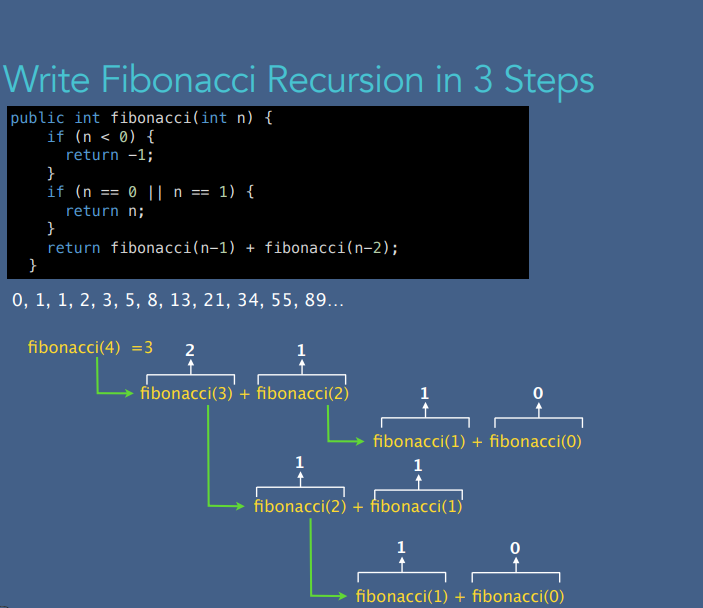 Write Fibonacci Recursion in 3 Steps
public int fibonacci(int n) {
if (n < 0) {
return -1;
}
if (n == 0 || n == 1) {
return n;
}
return fibonacci(n-1) + fibonacci(n-2);
}
0, 1, 1, 2, 3, 5, 8, 13, 21, 34, 55, 89...
fibonacci(4) =3
2 1
fibonacci(3) + fibonacci(2)
1 0
fibonacci(1) + fibonacci(0)
1 1
fibonacci(2) + fibonacci(1)
1 0
fibonacci(1) + fibonacci(0)